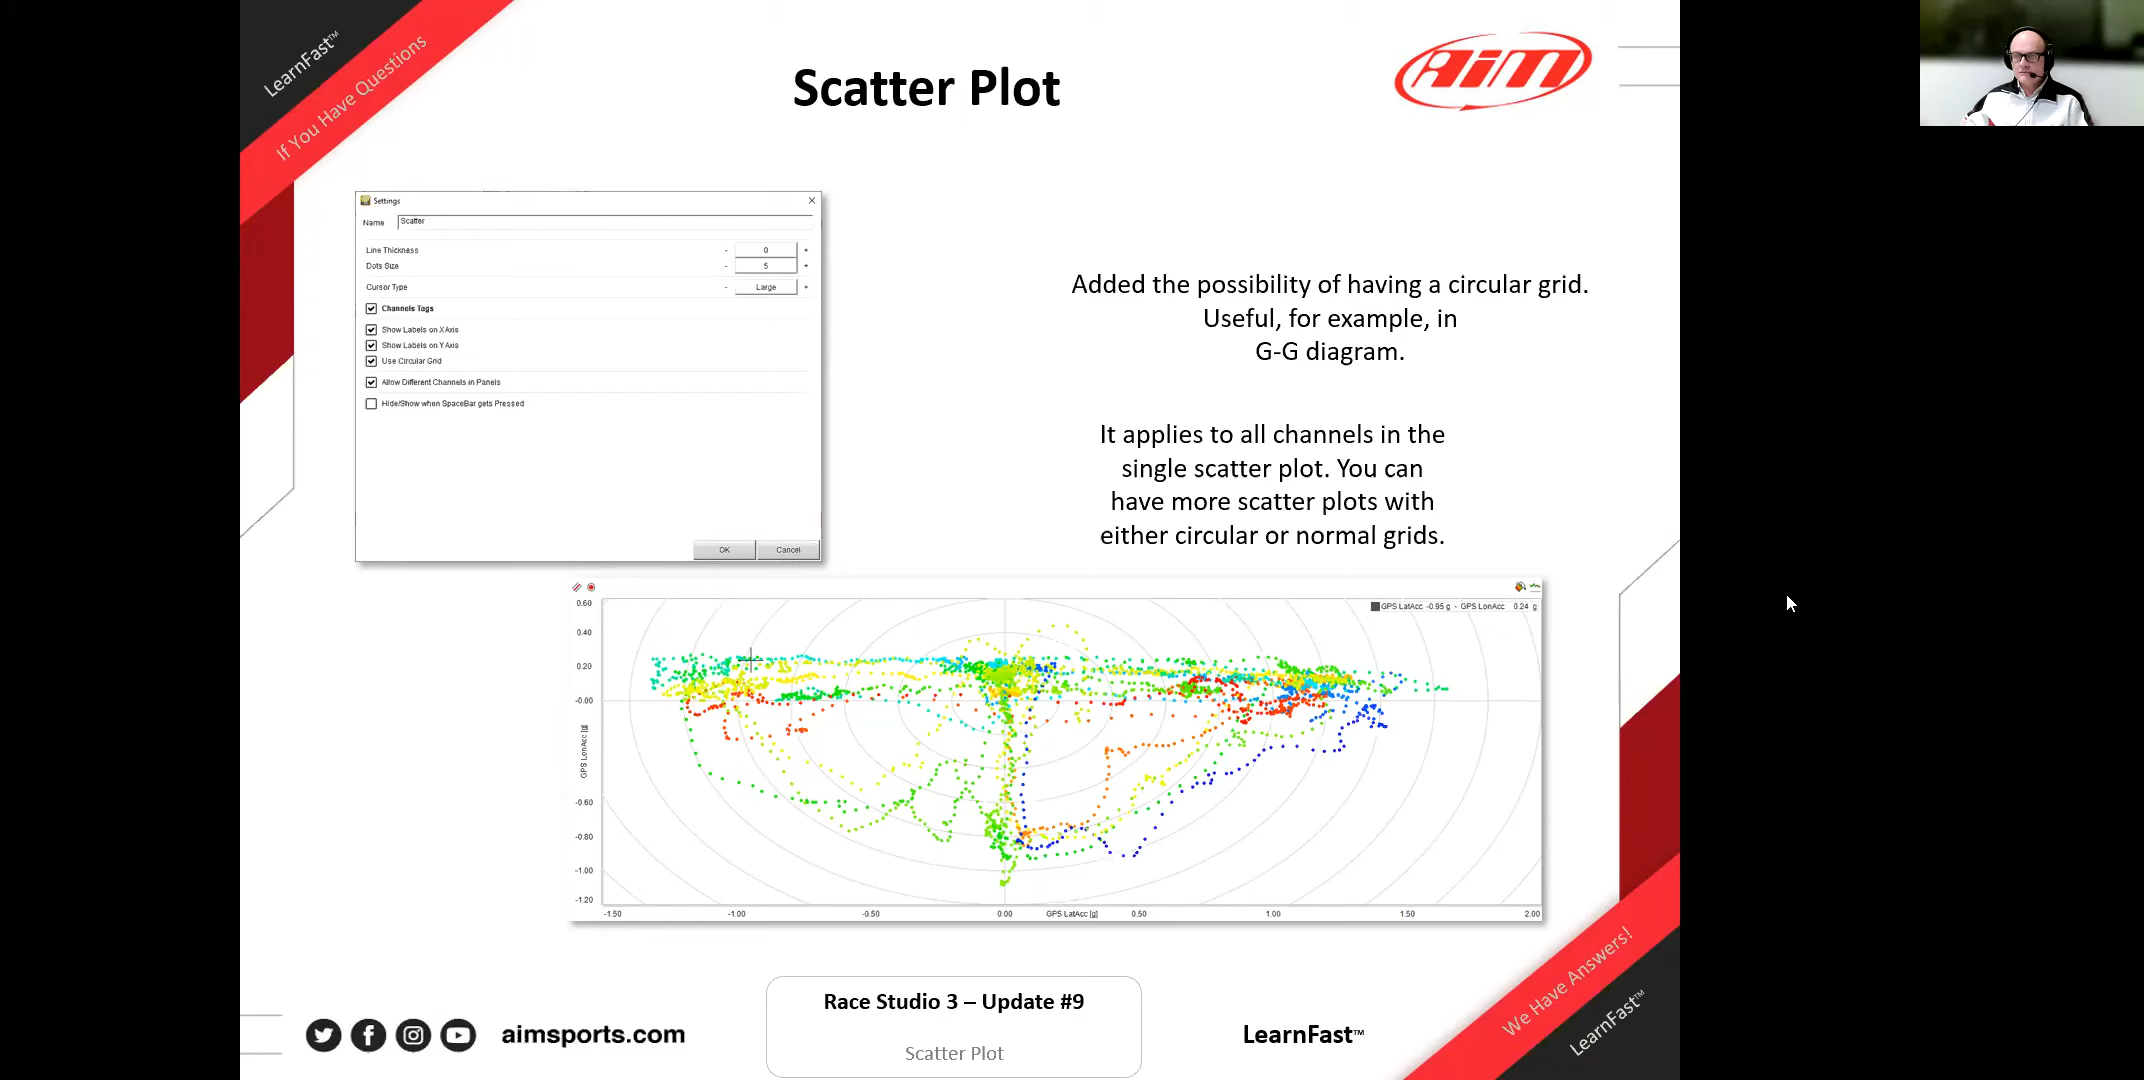 LearnFast™
If You Have Questions
Scatter Plot
AiM
Settings
Name Scatter
Line Thickness - 0 +
Dots Size - 5 +
Cursor Type - Large +
Channels Tags
Show Labels on X Axis
Show Labels on Y Axis
Use Circular Grid
Allow Different Channels in Panels
Hide/Show when SpaceBar gets Pressed
OK Cancel
Added the possibility of having a circular grid.
Useful, for example, in
G-G diagram.
It applies to all channels in the
single scatter plot. You can
have more scatter plots with
either circular or normal grids.
GPS LatAcc -0.95 g - GPS LonAcc 0.24 g
0.60
0.40
0.20
-0.00
GPS LonAcc [g]
-0.60
-0.80
-1.00
-1.20
-1.50 -1.00 -0.50 0.00 GPS LatAcc [g] 0.50 1.00 1.50 2.00
We Have Answers!
LearnFast™
aimsports.com
Race Studio 3 – Update #9
Scatter Plot
LearnFast™